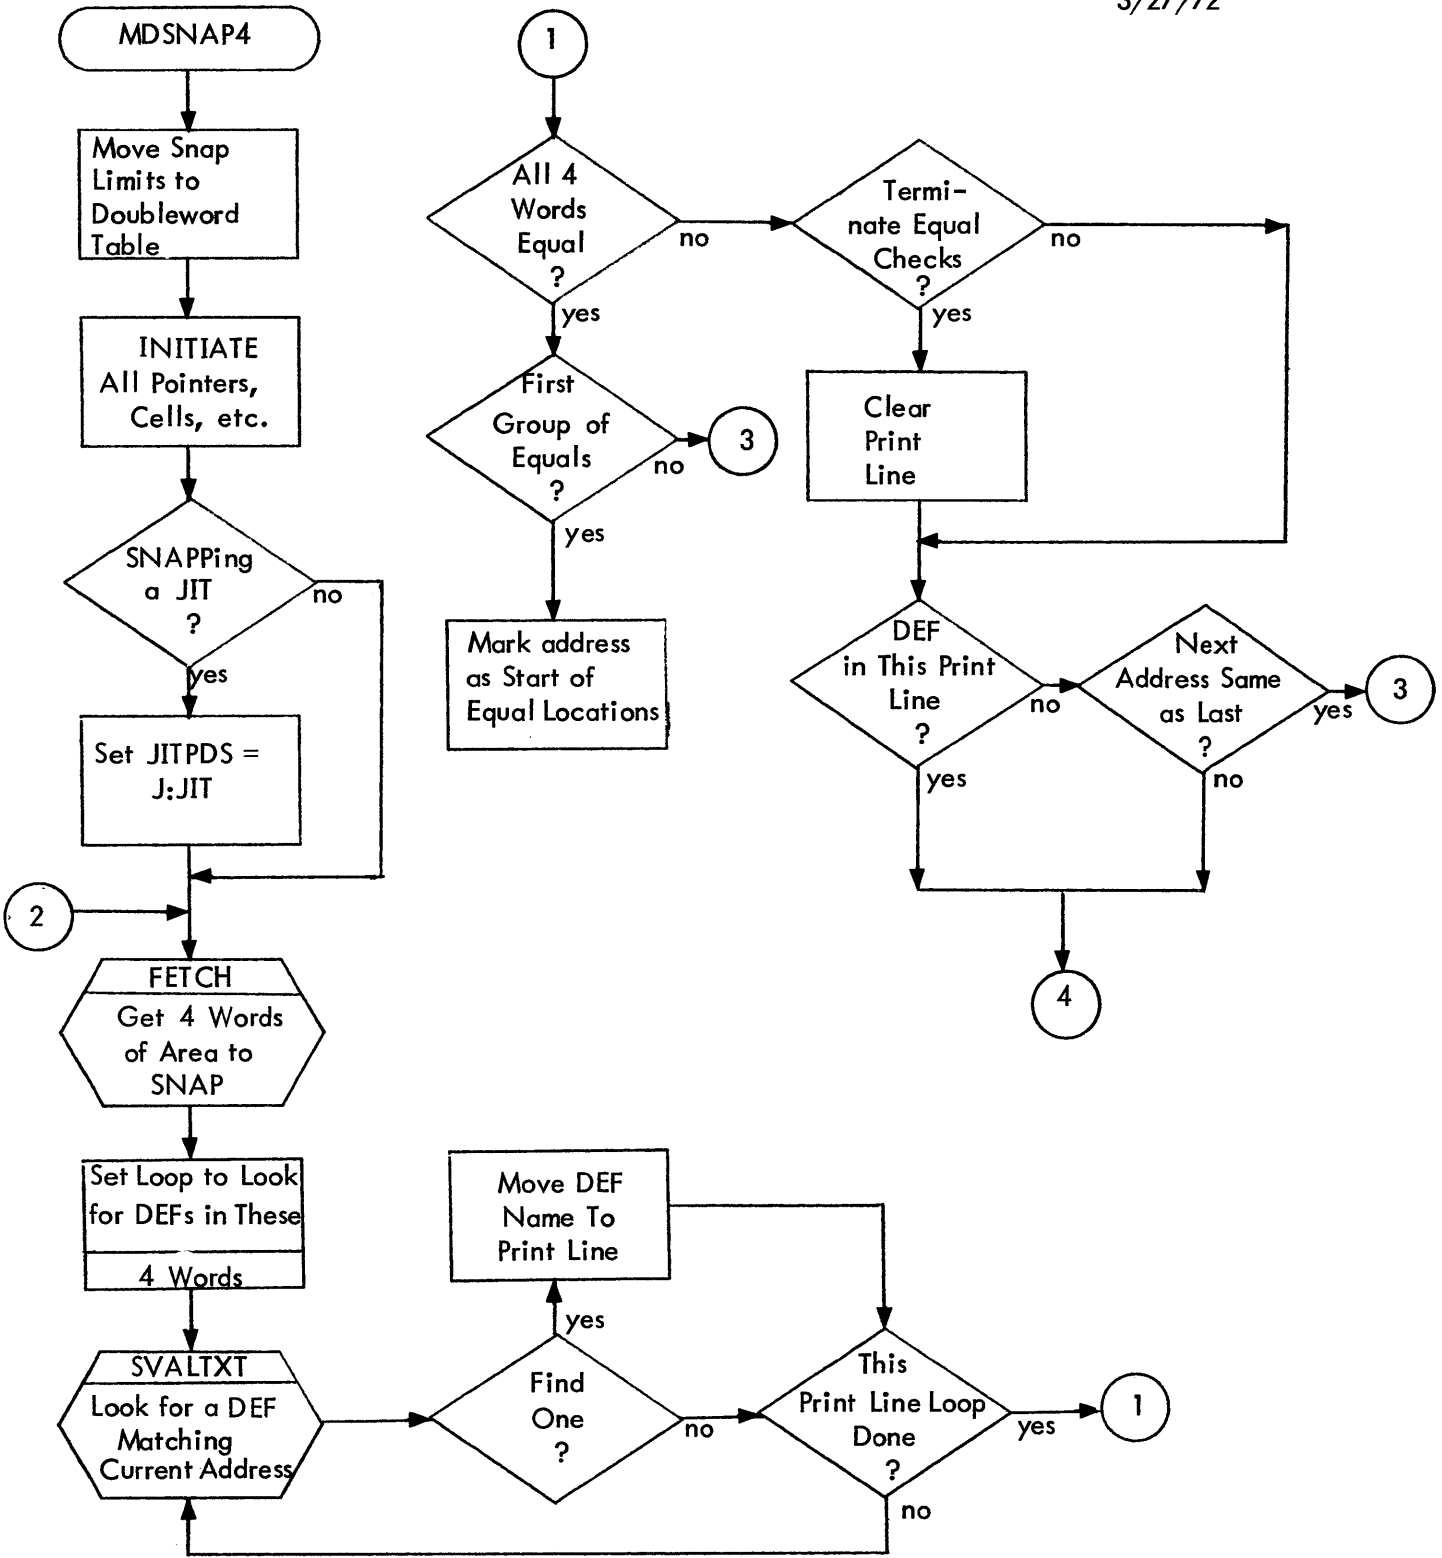 3/27/72
MDSNAP4
Move Snap
Limits to
Doubleword
Table
INITIATE
All Pointers,
Cells, etc.
SNAPPing
a JIT
?
no
yes
Set JITPDS =
J:JIT
2
FETCH
Get 4 Words
of Area to
SNAP
Set Loop to Look
for DEFs in These
4 Words
SVALTXT
Look for a DEF
Matching
Current Address
Find
One
?
yes
no
Move DEF
Name To
Print Line
This
Print Line Loop
Done
?
yes
no
1
1
All 4
Words
Equal
?
no
yes
First
Group of
Equals
?
no
3
yes
Mark address
as Start of
Equal Locations
Termi-
nate Equal
Checks
?
no
yes
Clear
Print
Line
DEF
in This Print
Line
?
no
yes
Next
Address Same
as Last
?
yes
3
no
4